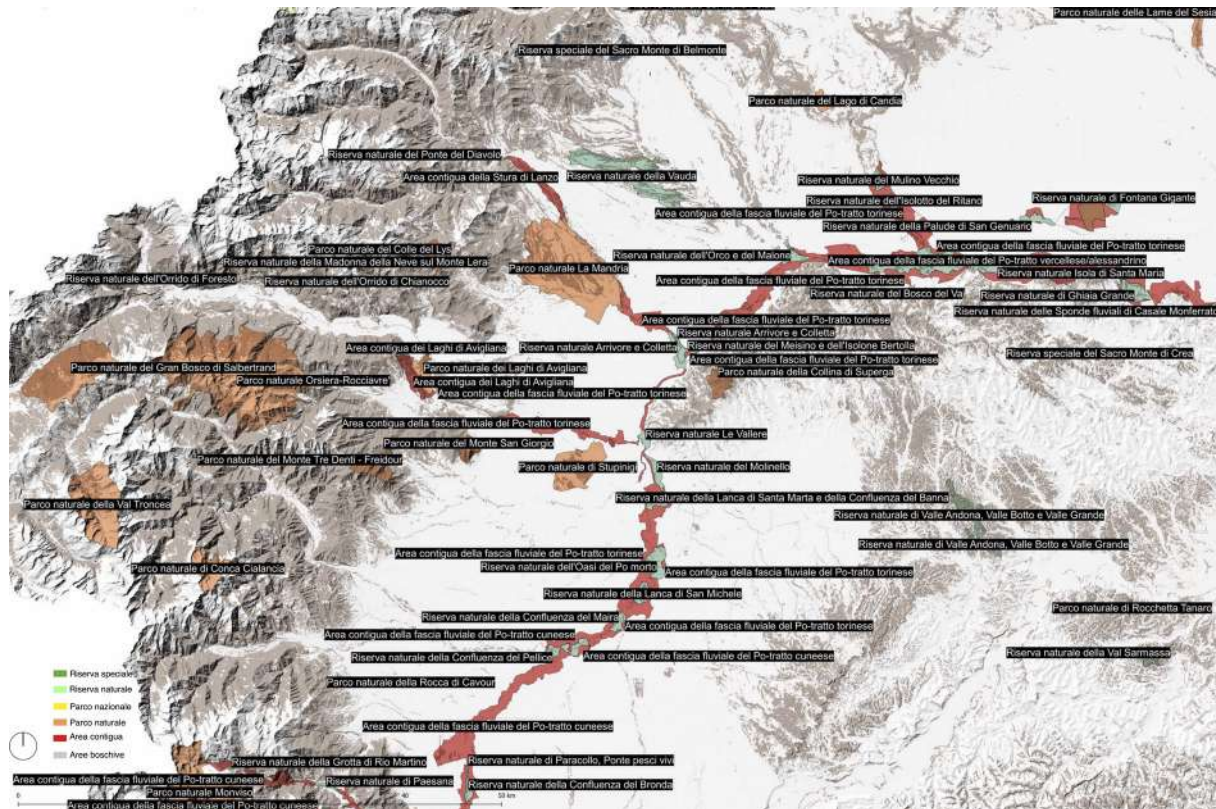 Parco naturale delle Lame del Sesia
Riserva speciale del Sacro Monte di Belmonte
Parco naturale del Lago di Candia
Riserva naturale del Ponte del Diavolo
Area contigua della Stura di Lanzo
Riserva naturale della Vauda
Riserva naturale del Mulino Vecchio
Riserva naturale dell'Isolotto del Ritano
Riserva naturale di Fontana Gigante
Area contigua della fascia fluviale del Po-tratto torinese
Riserva naturale della Palude di San Genuario
Parco naturale del Colle del Lys
Area contigua della fascia fluviale del Po-tratto torinese
Riserva naturale dell'Orco e del Malone
Riserva naturale della Madonna della Neve sul Monte Lera
Parco naturale La Mandria
Area contigua della fascia fluviale del Po-tratto vercellese/alessandrino
Riserva naturale dell'Orrido di Foresto
Riserva naturale dell'Orrido di Chianocco
Area contigua della fascia fluviale del Po-tratto torinese
Riserva naturale Isola di Santa Maria
Riserva naturale del Bosco del Va
Riserva naturale di Ghiaia Grande
Riserva naturale delle Sponde fluviali di Casale Monferrato
Area contigua della fascia fluviale del Po-tratto torinese
Riserva naturale Arrivore e Colletta
Area contigua dei Laghi di Avigliana
Riserva naturale Arrivore e Colletta
Riserva naturale del Meisino e dell'Isolone Bertolla
Area contigua della fascia fluviale del Po-tratto torinese
Riserva speciale del Sacro Monte di Crea
Parco naturale del Gran Bosco di Salbertrand
Parco naturale dei Laghi di Avigliana
Parco naturale della Collina di Superga
Parco naturale Orsiera-Rocciavrè
Area contigua dei Laghi di Avigliana
Area contigua della fascia fluviale del Po-tratto torinese
Area contigua della fascia fluviale del Po-tratto torinese
Riserva naturale Le Vallere
Parco naturale del Monte San Giorgio
Parco naturale del Monte Tre Denti - Freidour
Parco naturale di Stupinigi
Riserva naturale del Molinello
Parco naturale della Val Troncea
Riserva naturale della Lanca di Santa Marta e della Confluenza del Banna
Riserva naturale di Valle Andona, Valle Botto e Valle Grande
Riserva naturale di Valle Andona, Valle Botto e Valle Grande
Area contigua della fascia fluviale del Po-tratto torinese
Parco naturale di Conca Cialancia
Riserva naturale dell'Oasi del Po morto
Area contigua della fascia fluviale del Po-tratto torinese
Riserva naturale della Lanca di San Michele
Parco naturale di Rocchetta Tanaro
Riserva naturale della Confluenza del Maira
Area contigua della fascia fluviale del Po-tratto torinese
Area contigua della fascia fluviale del Po-tratto cuneese
Riserva naturale della Val Sarmassa
Riserva naturale della Confluenza del Pellice
Area contigua della fascia fluviale del Po-tratto cuneese
Parco naturale della Rocca di Cavour
Riserva speciale
Riserva naturale
Parco nazionale
Parco naturale
Area contigua
Aree boschive
Area contigua della fascia fluviale del Po-tratto cuneese
Riserva naturale della Grotta di Rio Martino
Riserva naturale di Paracollo, Ponte pesci vivi
Area contigua della fascia fluviale del Po-tratto cuneese
Riserva naturale di Paesana
Riserva naturale della Confluenza del Bronda
Parco naturale Monviso
0
40
50 km
Area contigua della fascia fluviale del Po-tratto cuneese